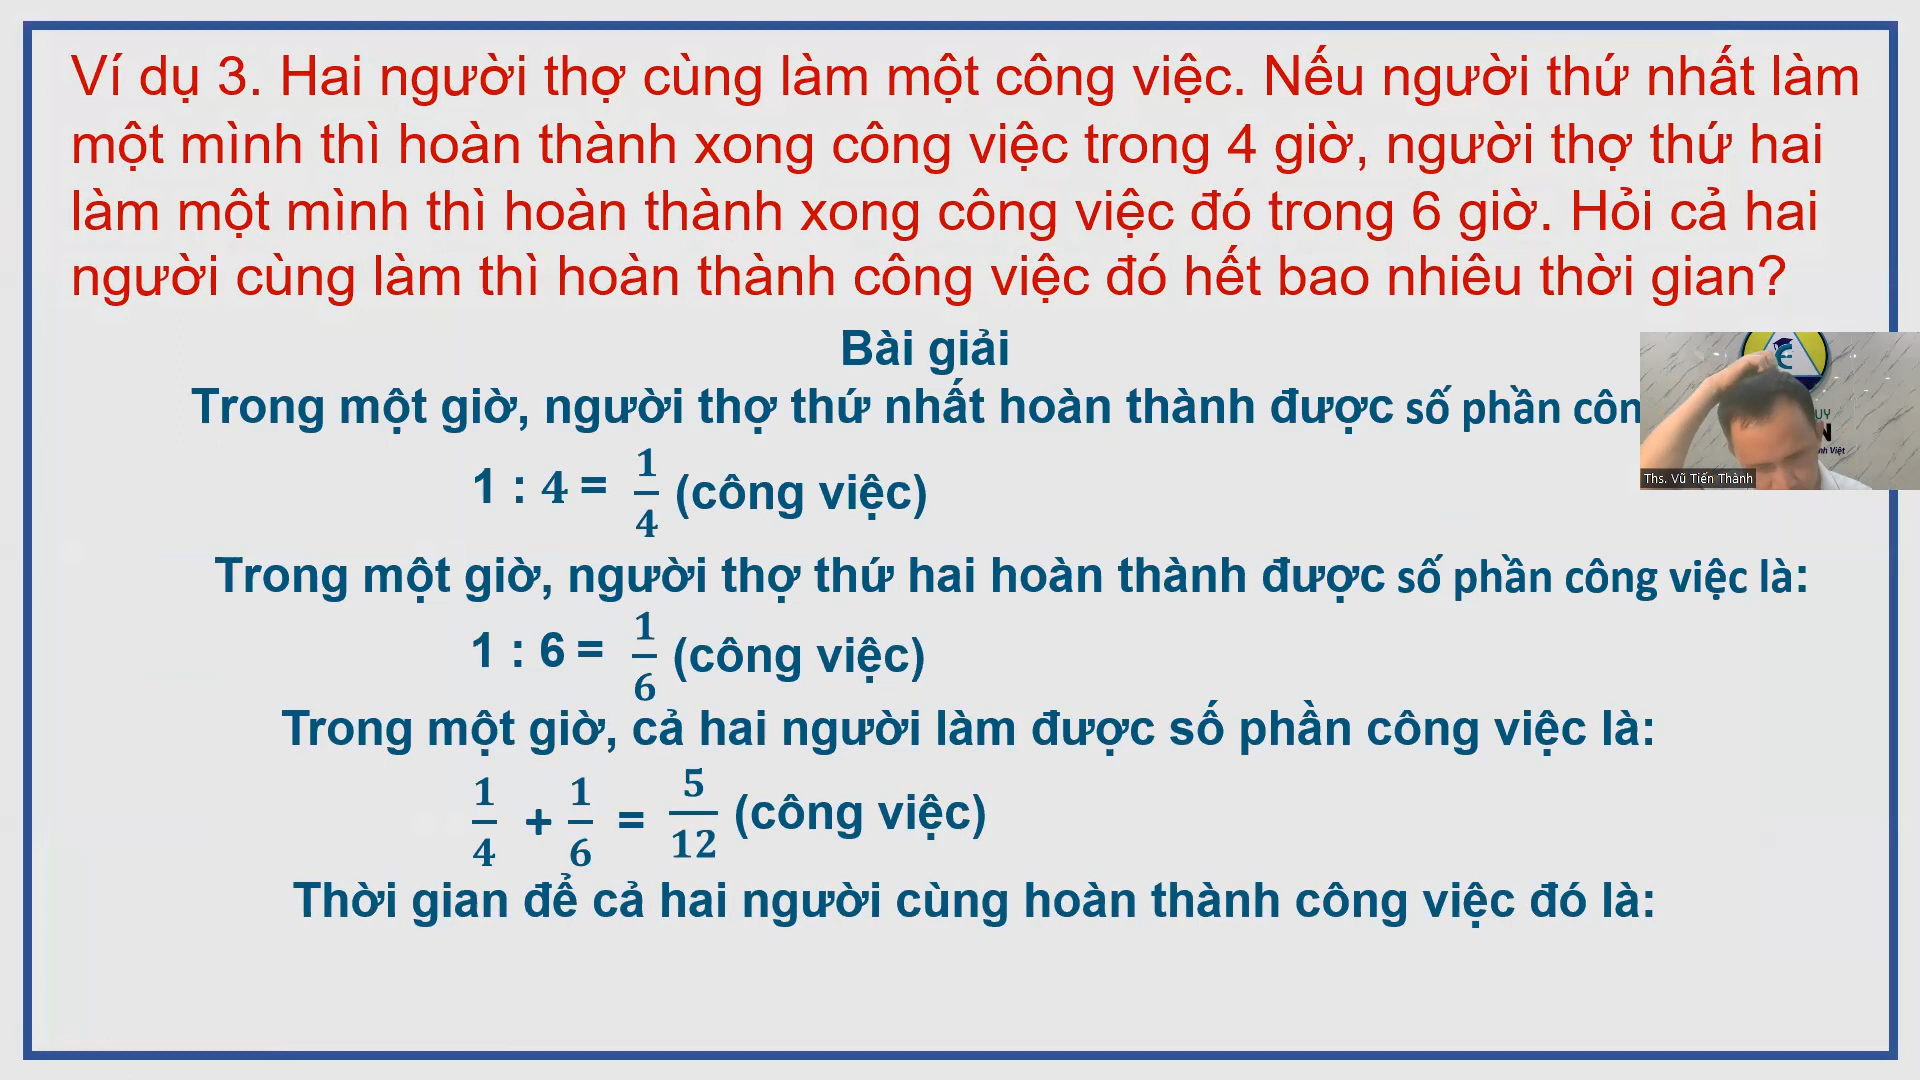 Ví dụ 3. Hai người thợ cùng làm một công việc. Nếu người thứ nhất làm
một mình thì hoàn thành xong công việc trong 4 giờ, người thợ thứ hai
làm một mình thì hoàn thành xong công việc đó trong 6 giờ. Hỏi cả hai
người cùng làm thì hoàn thành công việc đó hết bao nhiêu thời gian?
Bài giải
Trong một giờ, người thợ thứ nhất hoàn thành được số phần côn
1 : 4 = 1/4 (công việc)
UY
N
nh Việt
Ths. Vũ Tiến Thành
Trong một giờ, người thợ thứ hai hoàn thành được số phần công việc là:
1 : 6 = 1/6 (công việc)
Trong một giờ, cả hai người làm được số phần công việc là:
1/4 + 1/6 = 5/12 (công việc)
Thời gian để cả hai người cùng hoàn thành công việc đó là: